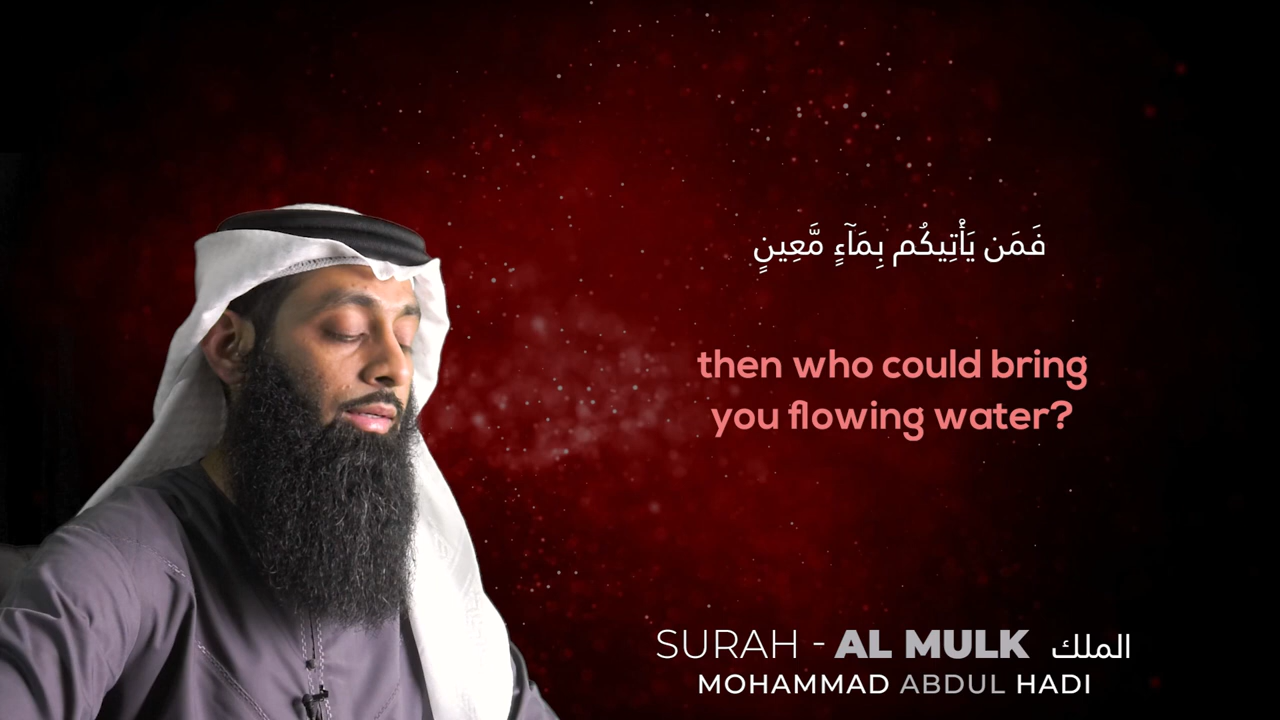 فَمَن يَأْتِيكُم بِمَآءٍ مَّعِينٍ
then who could bring
you flowing water?
SURAH - AL MULK الملك
MOHAMMAD ABDUL HADI